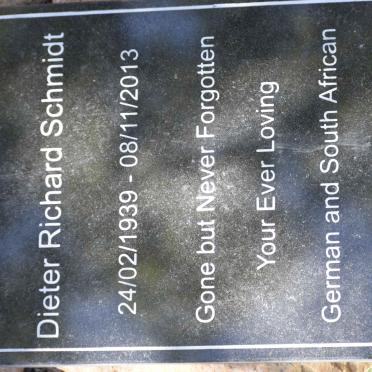 Dieter Richard Schmidt
24/02/1939 - 08/11/2013
Gone but Never Forgotten
Your Ever Loving
German and South African